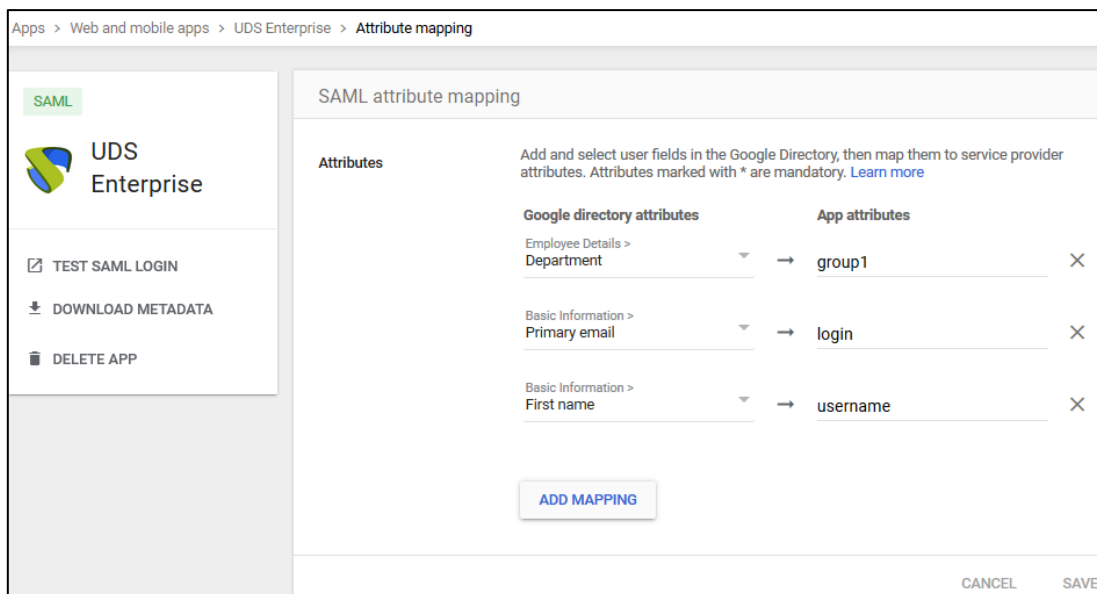 Apps > Web and mobile apps > UDS Enterprise > Attribute mapping
SAML
UDS
Enterprise
TEST SAML LOGIN
DOWNLOAD METADATA
DELETE APP
SAML attribute mapping
Attributes
Add and select user fields in the Google Directory, then map them to service provider
attributes. Attributes marked with * are mandatory. Learn more
Google directory attributes App attributes
Employee Details >
Department → group1
Basic Information >
Primary email → login
Basic Information >
First name → username
ADD MAPPING
CANCEL SAVE